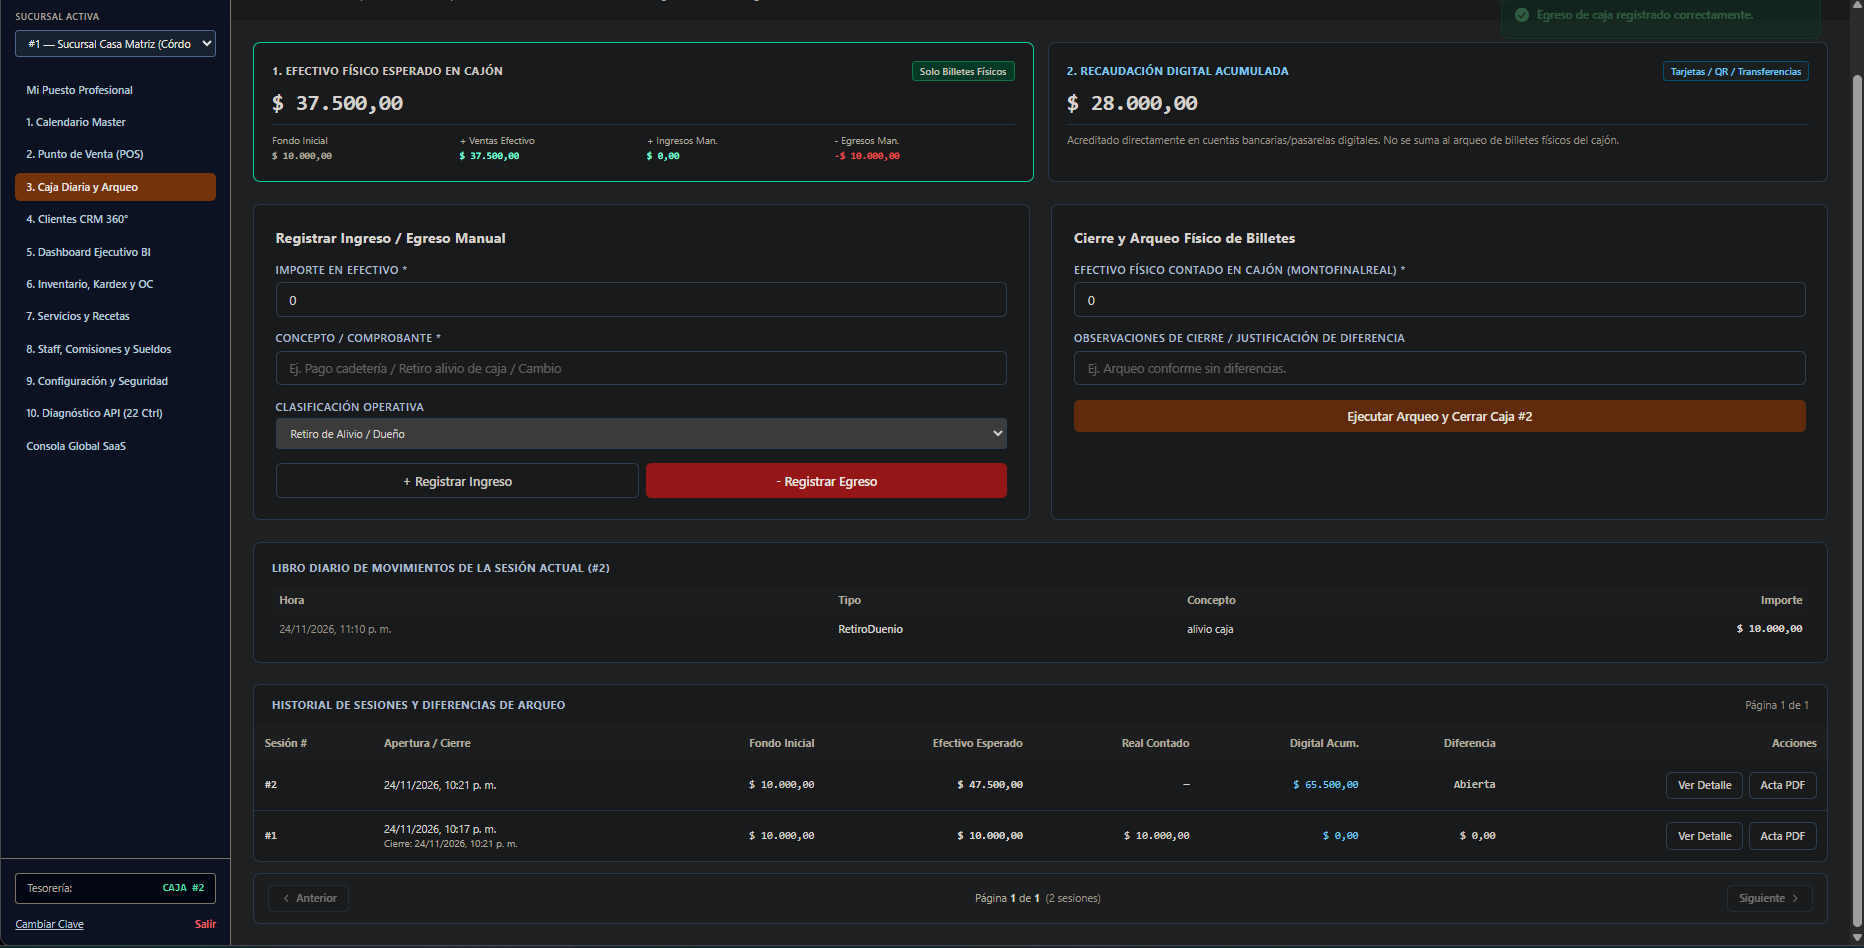 SUCURSAL ACTIVA
#1 — Sucursal Casa Matriz (Córdo
Mi Puesto Profesional
1. Calendario Master
2. Punto de Venta (POS)
3. Caja Diaria y Arqueo
4. Clientes CRM 360°
5. Dashboard Ejecutivo BI
6. Inventario, Kardex y OC
7. Servicios y Recetas
8. Staff, Comisiones y Sueldos
9. Configuración y Seguridad
10. Diagnóstico API (22 Ctrl)
Consola Global SaaS
Tesorería: CAJA #2
Cambiar Clave Salir
Egreso de caja registrado correctamente.
1. EFECTIVO FÍSICO ESPERADO EN CAJÓN Solo Billetes Físicos
$ 37.500,00
Fondo Inicial + Ventas Efectivo + Ingresos Man. - Egresos Man.
$ 10.000,00 $ 37.500,00 $ 0,00 -$ 10.000,00
2. RECAUDACIÓN DIGITAL ACUMULADA Tarjetas / QR / Transferencias
$ 28.000,00
Acreditado directamente en cuentas bancarias/pasarelas digitales. No se suma al arqueo de billetes físicos del cajón.
Registrar Ingreso / Egreso Manual
IMPORTE EN EFECTIVO *
0
CONCEPTO / COMPROBANTE *
Ej. Pago cadetería / Retiro alivio de caja / Cambio
CLASIFICACIÓN OPERATIVA
Retiro de Alivio / Dueño
+ Registrar Ingreso - Registrar Egreso
Cierre y Arqueo Físico de Billetes
EFECTIVO FÍSICO CONTADO EN CAJÓN (MONTOFINALREAL) *
0
OBSERVACIONES DE CIERRE / JUSTIFICACIÓN DE DIFERENCIA
Ej. Arqueo conforme sin diferencias.
Ejecutar Arqueo y Cerrar Caja #2
LIBRO DIARIO DE MOVIMIENTOS DE LA SESIÓN ACTUAL (#2)
Hora Tipo Concepto Importe
24/11/2026, 11:10 p. m. RetiroDuenio alivio caja $ 10.000,00
HISTORIAL DE SESIONES Y DIFERENCIAS DE ARQUEO Página 1 de 1
Sesión # Apertura / Cierre Fondo Inicial Efectivo Esperado Real Contado Digital Acum. Diferencia Acciones
#2 24/11/2026, 10:21 p. m. $ 10.000,00 $ 47.500,00 — $ 65.500,00 Abierta Ver Detalle Acta PDF
#1 24/11/2026, 10:17 p. m. $ 10.000,00 $ 10.000,00 $ 10.000,00 $ 0,00 $ 0,00 Ver Detalle Acta PDF
Cierre: 24/11/2026, 10:21 p. m.
Anterior Página 1 de 1 (2 sesiones) Siguiente